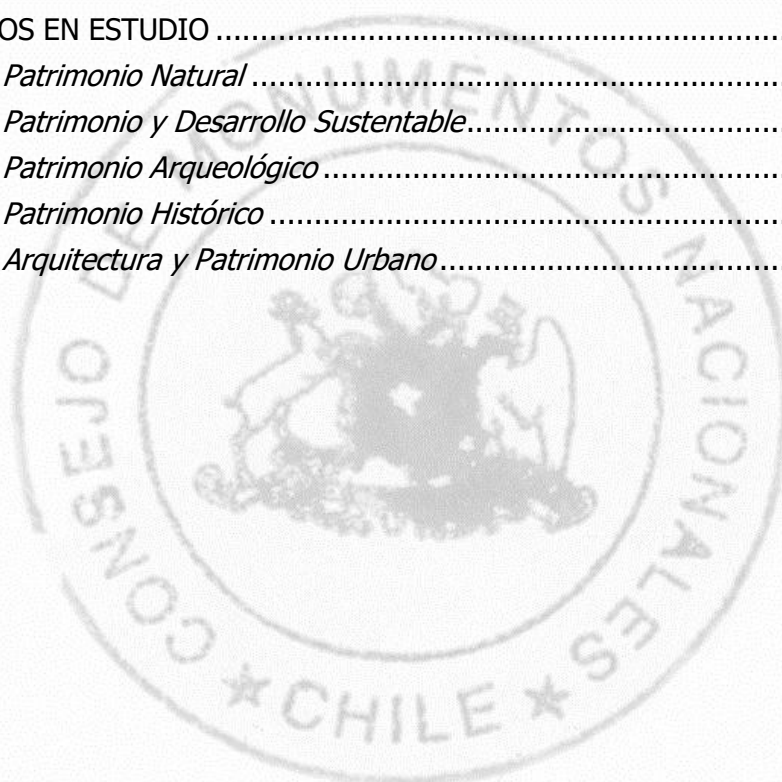 OS EN ESTUDIO ................................................................
Patrimonio Natural ................................................................
Patrimonio y Desarrollo Sustentable ........................................
Patrimonio Arqueológico ........................................................
Patrimonio Histórico ..............................................................
Arquitectura y Patrimonio Urbano ...........................................
CONSEJO DE MONUMENTOS NACIONALES
★ CHILE ★